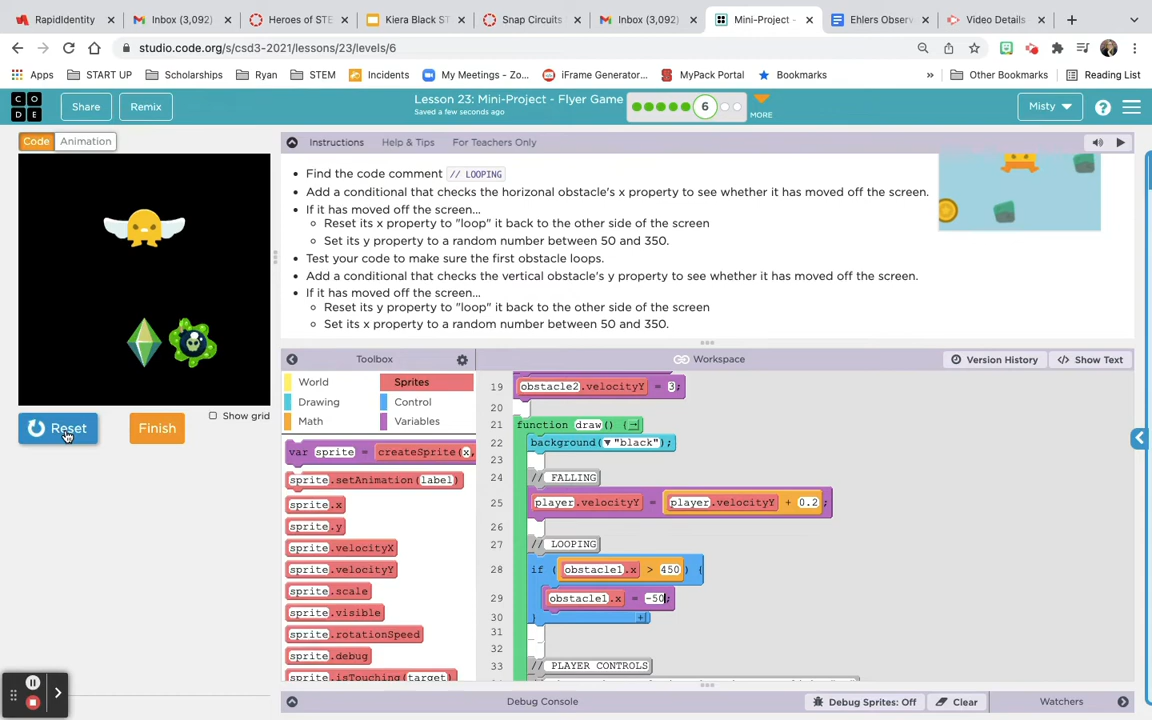 RapidIdentity
Inbox (3,092)
Heroes of STE
Kiera Black ST
Snap Circuits
Inbox (3,092)
Mini-Project -
Ehlers Observ
Video Details
studio.code.org/s/csd3-2021/lessons/23/levels/6
Apps
START UP
Scholarships
Ryan
STEM
Incidents
My Meetings - Zo...
iFrame Generator...
MyPack Portal
Bookmarks
»
Other Bookmarks
Reading List
C O
D E
Share
Remix
Lesson 23: Mini-Project - Flyer Game
Saved a few seconds ago
6
MORE
Misty
?
Code
Animation
Instructions
Help & Tips
For Teachers Only
• Find the code comment // LOOPING
• Add a conditional that checks the horizonal obstacle's x property to see whether it has moved off the screen.
• If it has moved off the screen...
Reset its x property to "loop" it back to the other side of the screen
Set its y property to a random number between 50 and 350.
• Test your code to make sure the first obstacle loops.
• Add a conditional that checks the vertical obstacle's y property to see whether it has moved off the screen.
• If it has moved off the screen...
Reset its y property to "loop" it back to the other side of the screen
Set its x property to a random number between 50 and 350.
Reset
Finish
Show grid
Toolbox
Workspace
Version History
</> Show Text
World
Sprites
Drawing
Control
Math
Variables
var sprite = createSprite(x,
sprite.setAnimation(label)
sprite.x
sprite.y
sprite.velocityX
sprite.velocityY
sprite.scale
sprite.visible
sprite.rotationSpeed
sprite.debug
sprite.isTouching(target)
19 obstacle2.velocityY = 3;
20
21 function draw() {
22 background("black");
23
24 // FALLING
25 player.velocityY = player.velocityY + 0.2;
26
27 // LOOPING
28 if (obstacle1.x > 450) {
29 obstacle1.x = -50;
30 }
31
32
33 // PLAYER CONTROLS
Debug Console
Debug Sprites: Off
Clear
Watchers